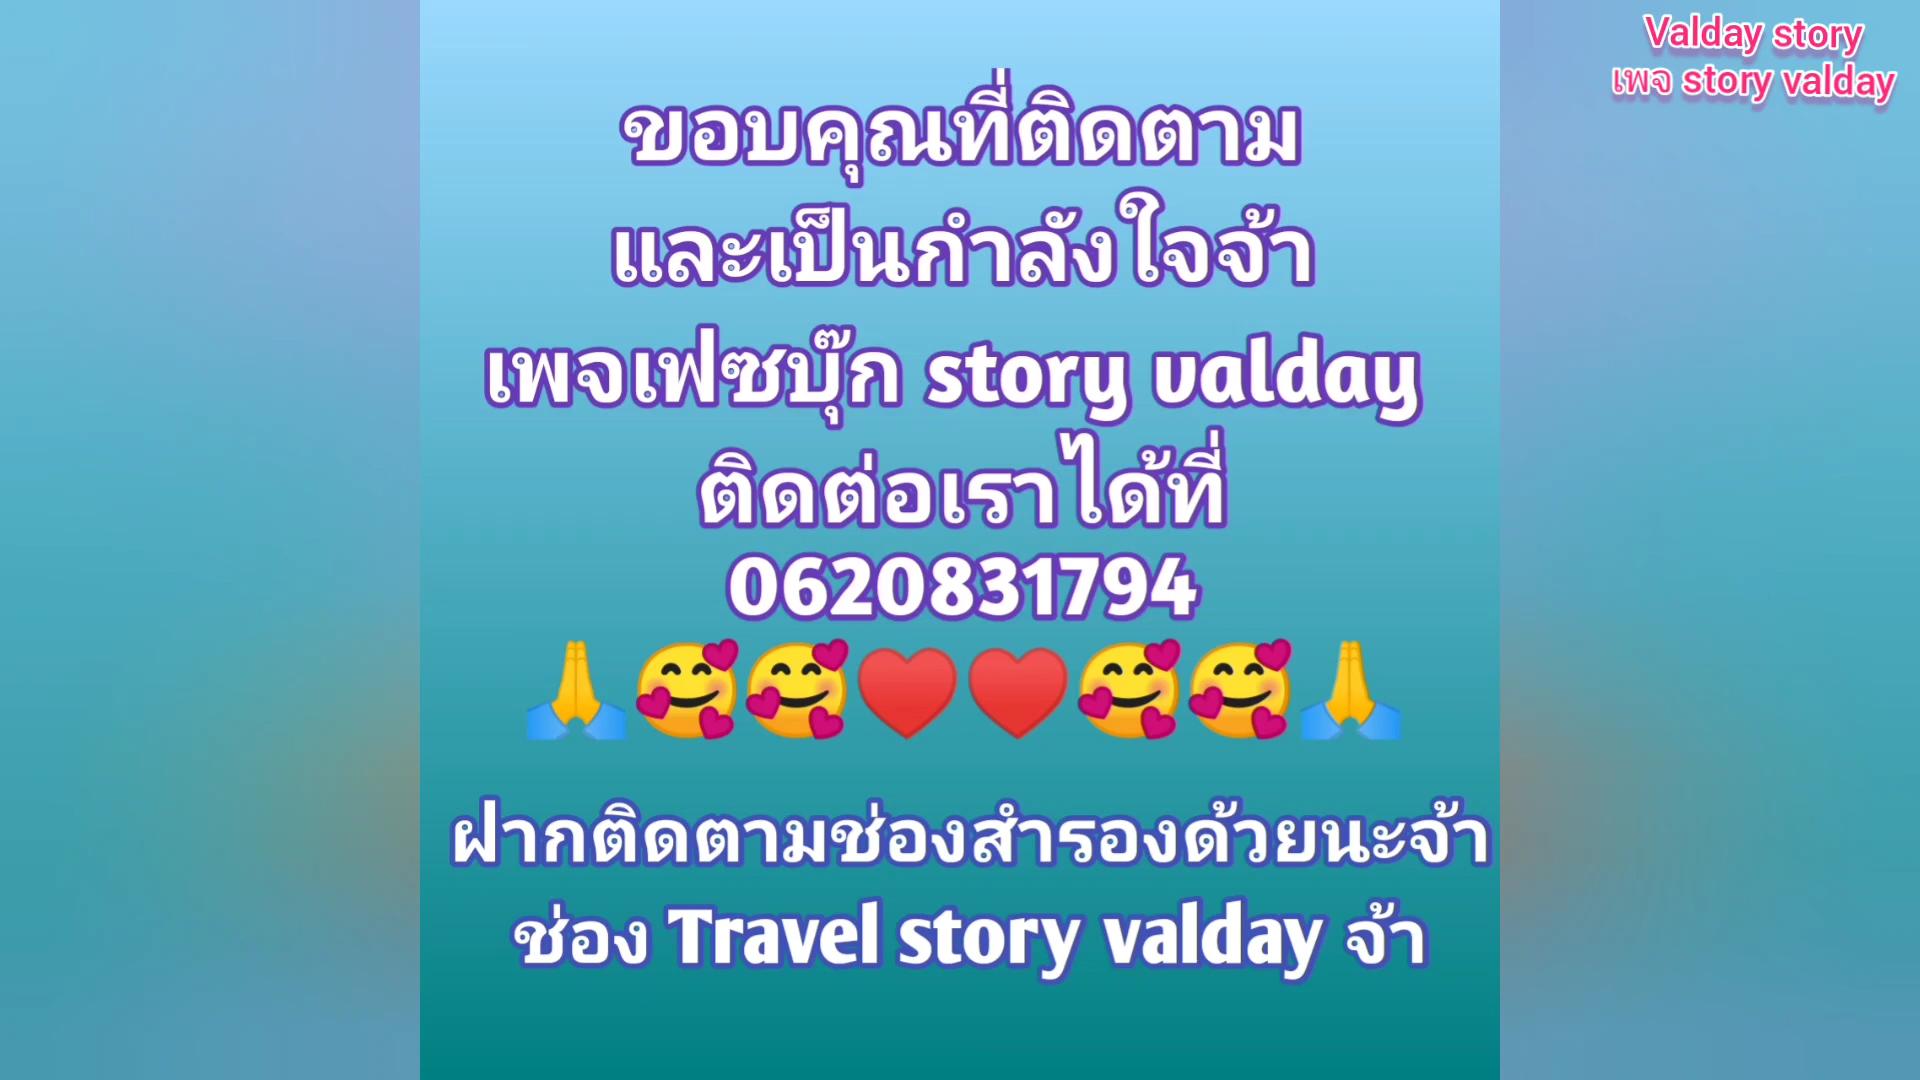 Valday story
เพจ story valday
ขอบคุณที่ติดตาม
และเป็นกำลังใจจ้า
เพจเฟซบุ๊ก story valday
ติดต่อเราได้ที่
0620831794
🙏🥰🥰♥️♥️🥰🥰🙏
ฝากติดตามช่องสำรองด้วยนะจ้า
ช่อง Travel story valday จ้า